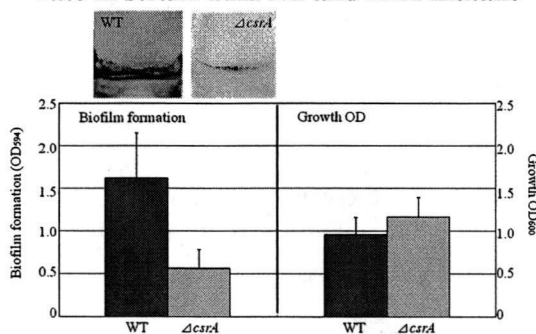 WT
ΔcsrA
2.5
2.0
1.5
1.0
0.5
0
Biofilm formation (OD594)
Biofilm formation
Growth OD
2.5
2.0
1.5
1.0
0.5
0
Growth OD600
WT
ΔcsrA
WT
ΔcsrA